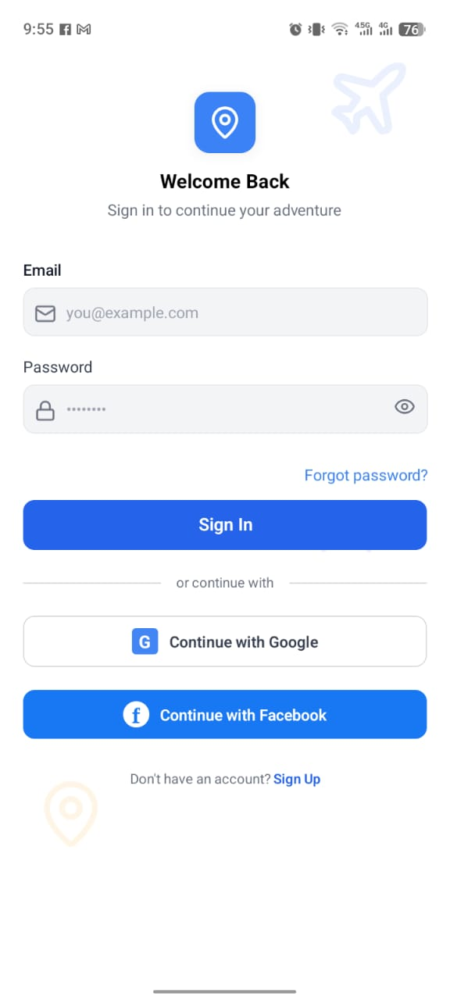 9:55
4.5G 4G 76
Welcome Back
Sign in to continue your adventure
Email
you@example.com
Password
••••••••
Forgot password?
Sign In
or continue with
G Continue with Google
f Continue with Facebook
Don't have an account? Sign Up